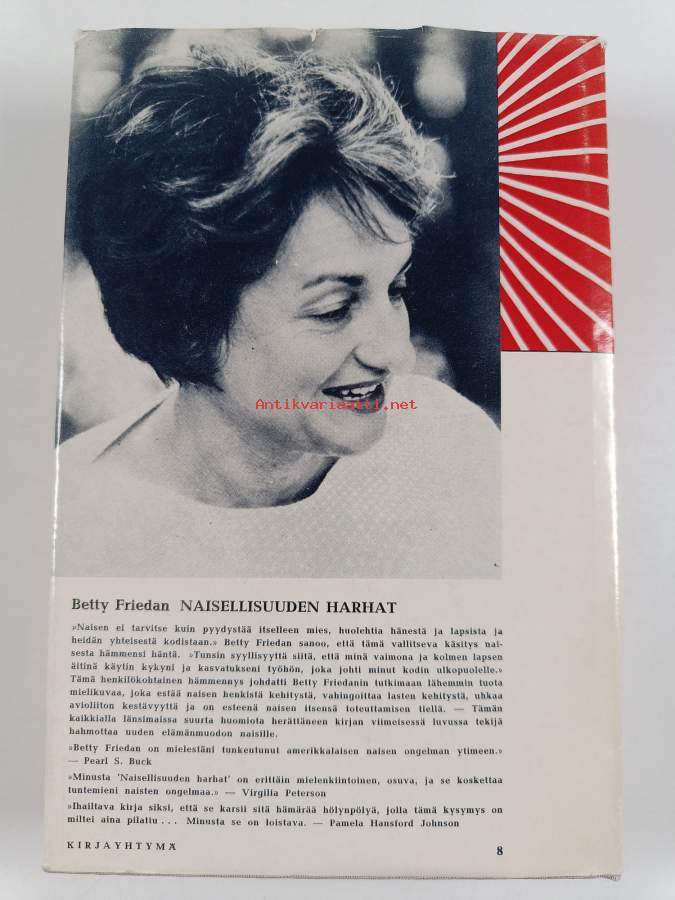 Antikvariaatti.net
Betty Friedan NAISELLISUUDEN HARHAT
»Naisen ei tarvitse kuin pyydystää itselleen mies, huolehtia hänestä ja lapsista ja
heidän yhteisestä kodistaan.» Betty Friedan sanoo, että tämä vallitseva käsitys nai-
sesta hämmensi häntä. »Tunsin syyllisyyttä siitä, että minä vaimona ja kolmen lapsen
äitinä käytin kykyni ja kasvatukseni työhön, joka johti minut kodin ulkopuolelle.»
Tämä henkilökohtainen hämmennys johdatti Betty Friedanin tutkimaan lähemmin tuota
mielikuvaa, joka estää naisen henkistä kehitystä, vahingoittaa lasten kehitystä, uhkaa
avioliiton kestävyyttä ja on esteenä naisen itsensä toteuttamisen tiellä. — Tämän
kaikkialla länsimaissa suurta huomiota herättäneen kirjan viimeisessä luvussa tekijä
hahmottaa uuden elämänmuodon naisille.
»Betty Friedan on mielestäni tunkeutunut amerikkalaisen naisen ongelman ytimeen.»
— Pearl S. Buck
»Minusta 'Naisellisuuden harhat' on erittäin mielenkiintoinen, osuva, ja se koskettaa
tuntemieni naisten ongelmaa.» — Virgilia Peterson
»Ihailtava kirja siksi, että se karsii sitä hämärää hölynpölyä, jolla tämä kysymys on
miltei aina pilattu ... Minusta se on loistava. — Pamela Hansford Johnson
KIRJAYHTYMÄ 8